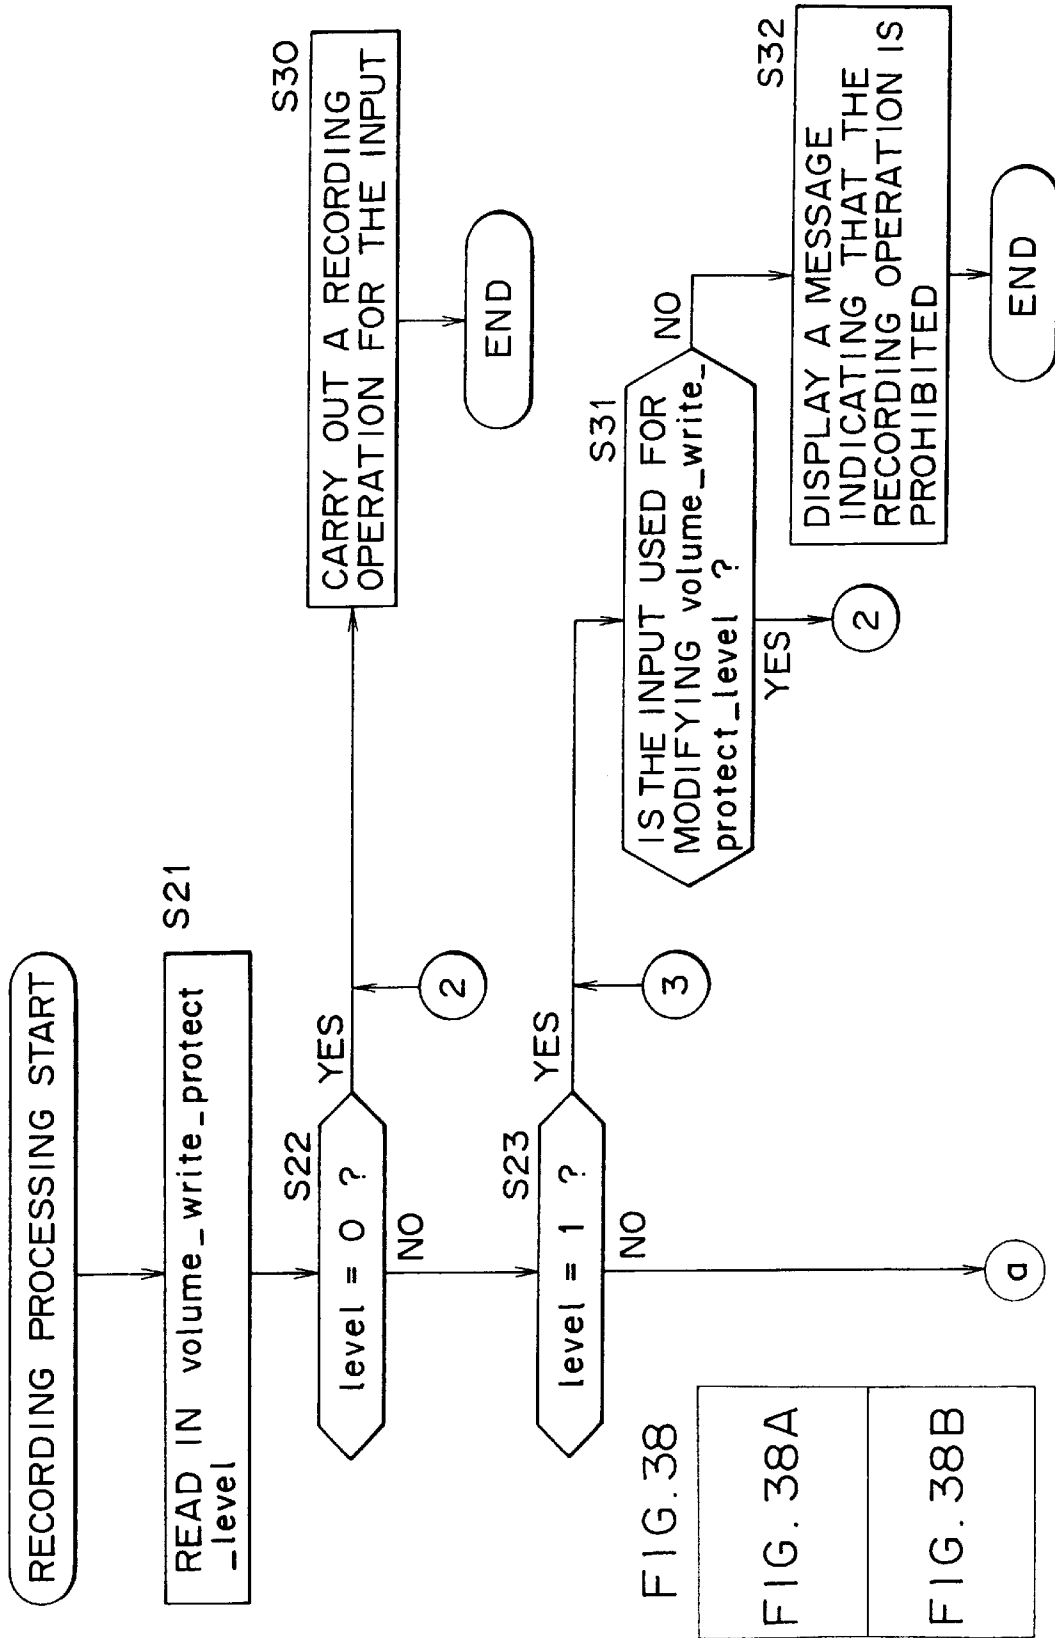 RECORDING PROCESSING START
S21
READ IN volume_write_protect
_level
S22
level = 0 ?
YES
NO
2
S30
CARRY OUT A RECORDING
OPERATION FOR THE INPUT
END
S23
level = 1 ?
YES
NO
3
S31
IS THE INPUT USED FOR
MODIFYING volume_write_
protect_level ?
NO
YES
2
S32
DISPLAY A MESSAGE
INDICATING THAT THE
RECORDING OPERATION IS
PROHIBITED
END
a
FIG.38
FIG. 38A
FIG. 38B